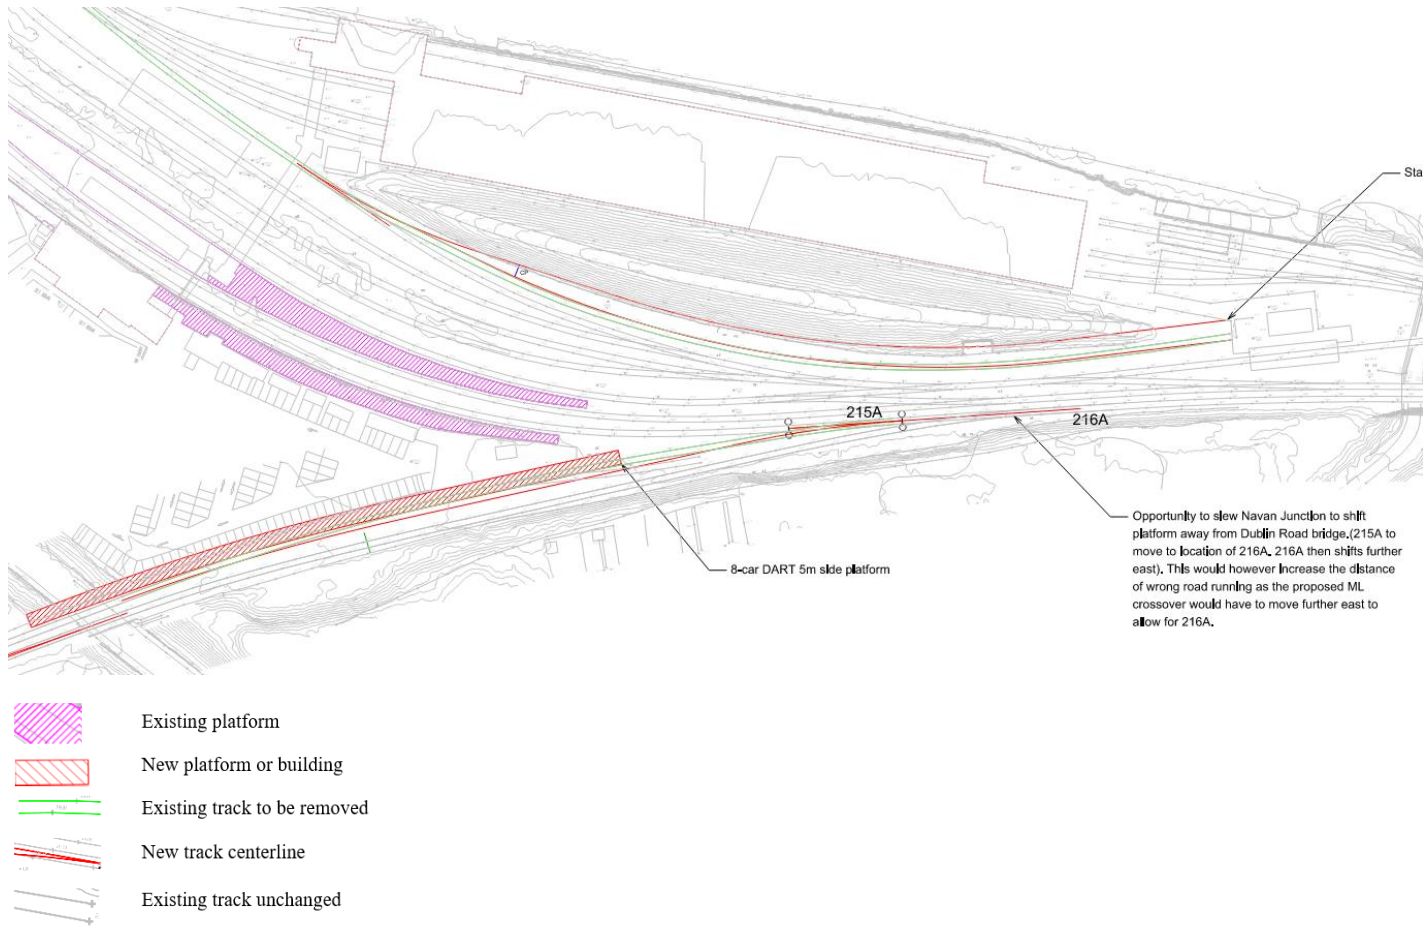 Sta
CP
215A
216A
Opportunity to slew Navan Junction to shift
platform away from Dublin Road bridge.(215A to
move to location of 216A. 216A then shifts further
east). This would however increase the distance
of wrong road running as the proposed ML
crossover would have to move further east to
allow for 216A.
8-car DART 5m side platform
Existing platform
New platform or building
Existing track to be removed
New track centerline
Existing track unchanged